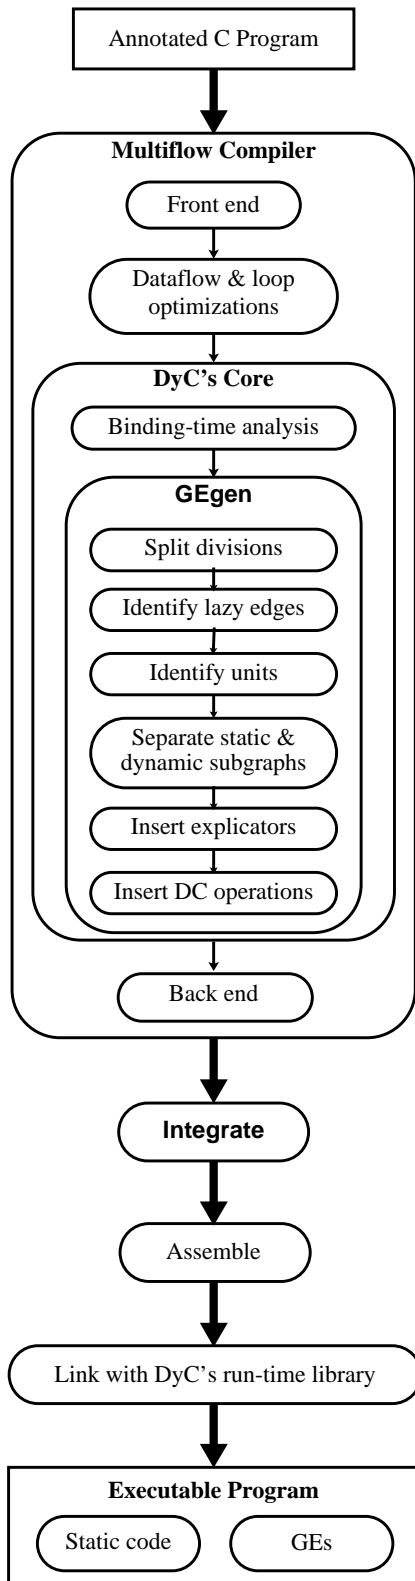 Annotated C Program
Multiflow Compiler
Front end
Dataflow & loop
optimizations
DyC's Core
Binding-time analysis
GEgen
Split divisions
Identify lazy edges
Identify units
Separate static &
dynamic subgraphs
Insert explicators
Insert DC operations
Back end
Integrate
Assemble
Link with DyC's run-time library
Executable Program
Static code
GEs